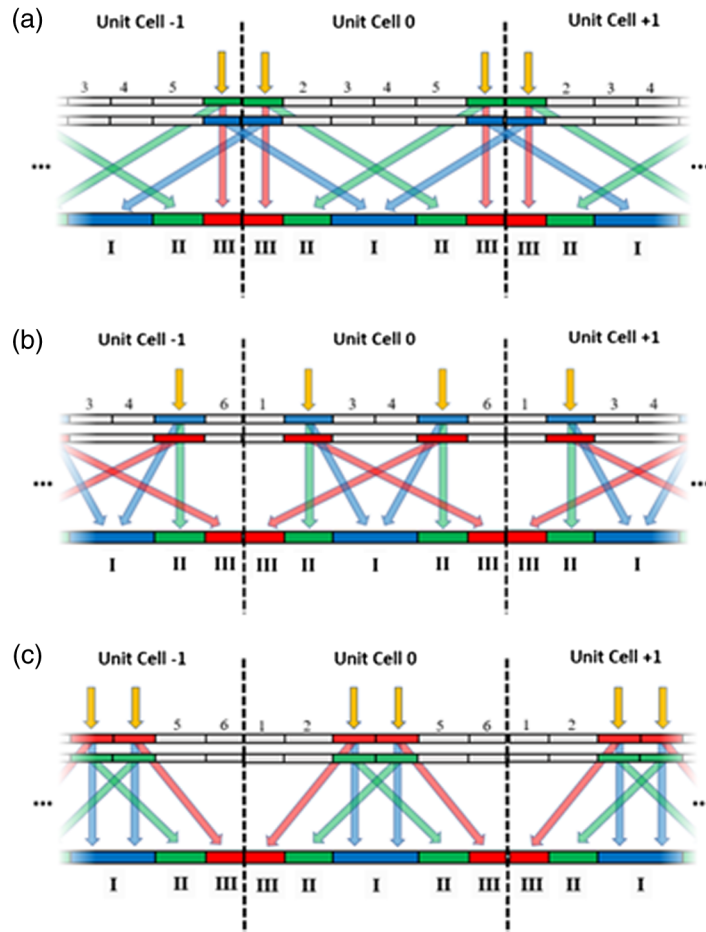 (a)
Unit Cell -1 Unit Cell 0 Unit Cell +1
3 4 5 2 3 4 5 2 3 4
... ...
I II III III II I II III III II I
(b)
Unit Cell -1 Unit Cell 0 Unit Cell +1
3 4 6 1 3 4 6 1 3 4
... ...
I II III III II I II III III II I
(c)
Unit Cell -1 Unit Cell 0 Unit Cell +1
5 6 1 2 5 6 1 2
... ...
I II III III II I II III III II I